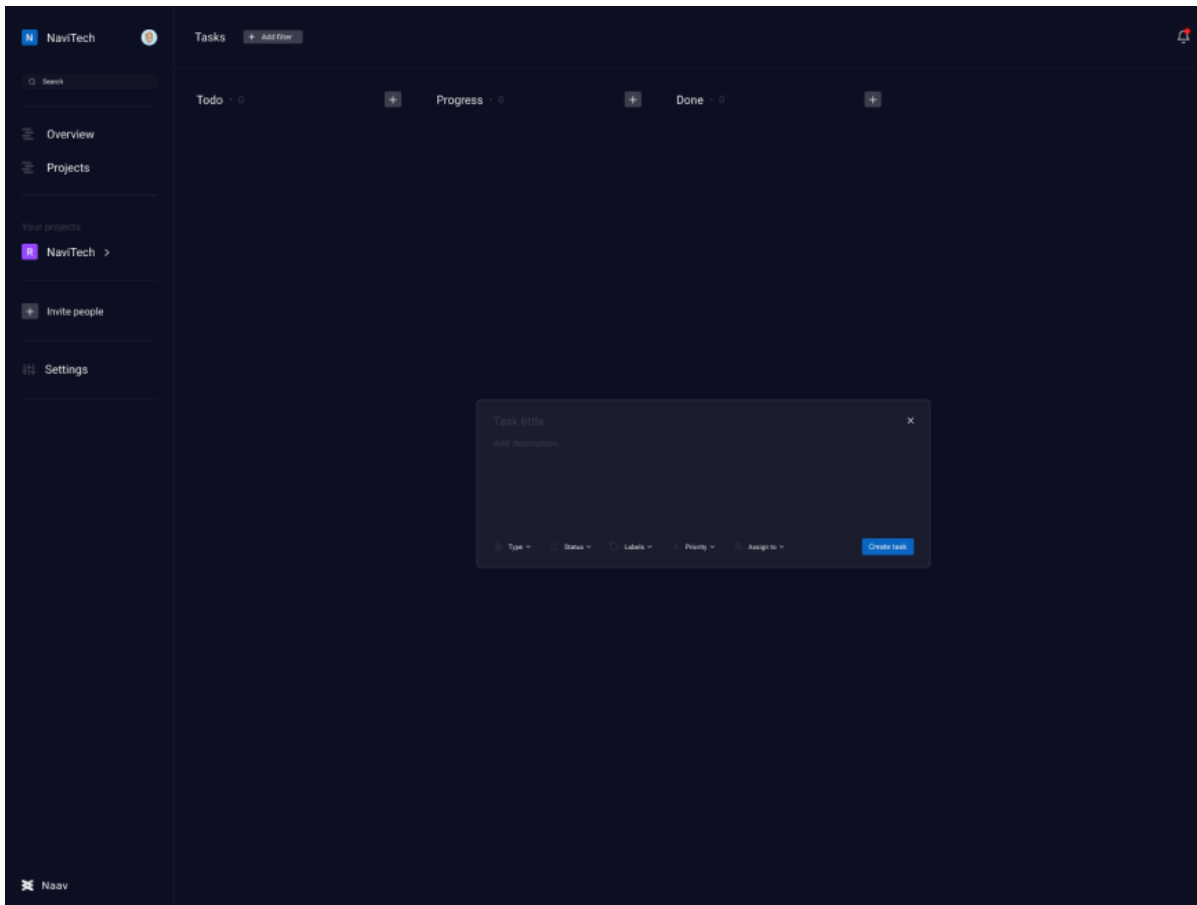 N NaviTech
Search
Overview
Projects
Your projects
R NaviTech >
+ Invite people
Settings
Naav
Tasks + Add filter
Todo · 0 +
Progress · 0 +
Done · 0 +
Task tittle ×
Add description...
Type Status Labels Priority Assign to Create task